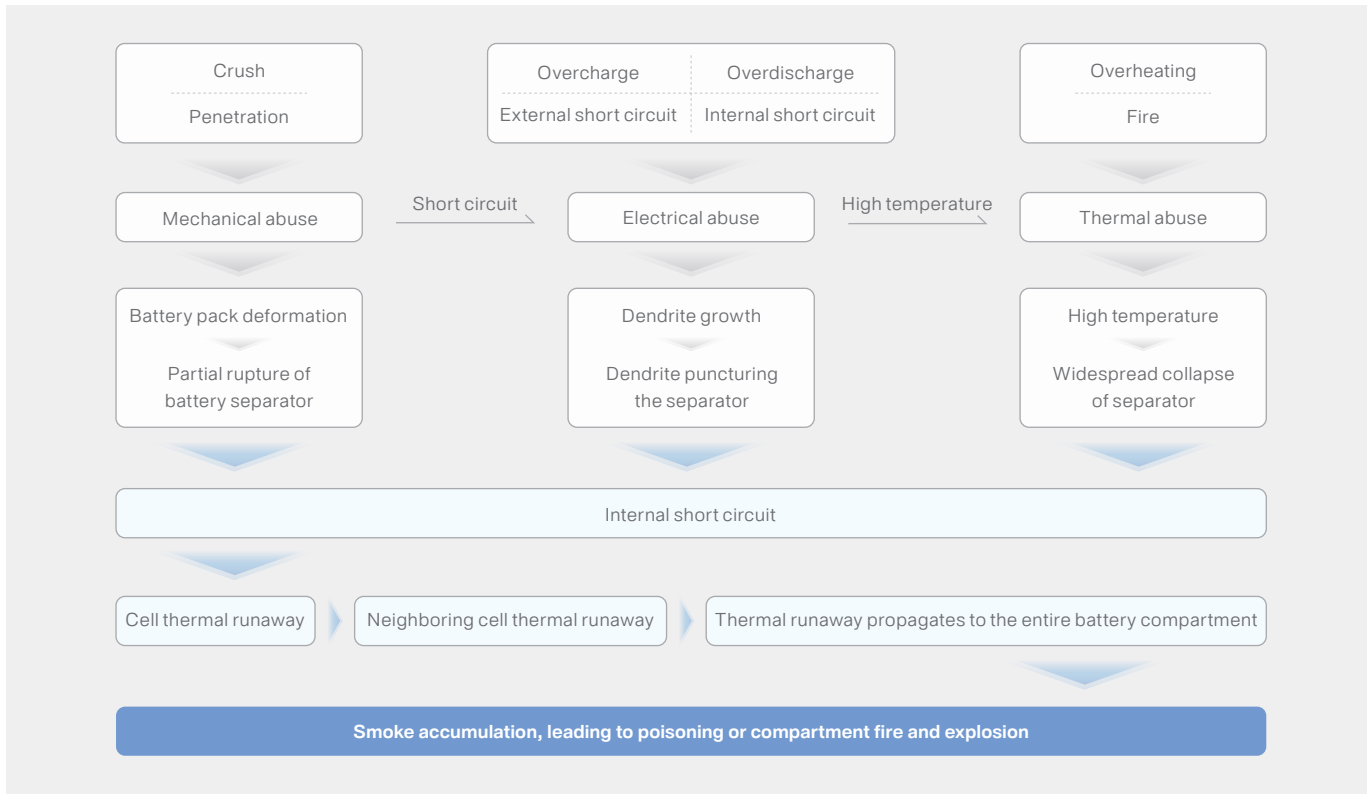 Crush
Penetration
Overcharge
Overdischarge
External short circuit
Internal short circuit
Overheating
Fire
Mechanical abuse
Short circuit
Electrical abuse
High temperature
Thermal abuse
Battery pack deformation
Partial rupture of
battery separator
Dendrite growth
Dendrite puncturing
the separator
High temperature
Widespread collapse
of separator
Internal short circuit
Cell thermal runaway
Neighboring cell thermal runaway
Thermal runaway propagates to the entire battery compartment
Smoke accumulation, leading to poisoning or compartment fire and explosion